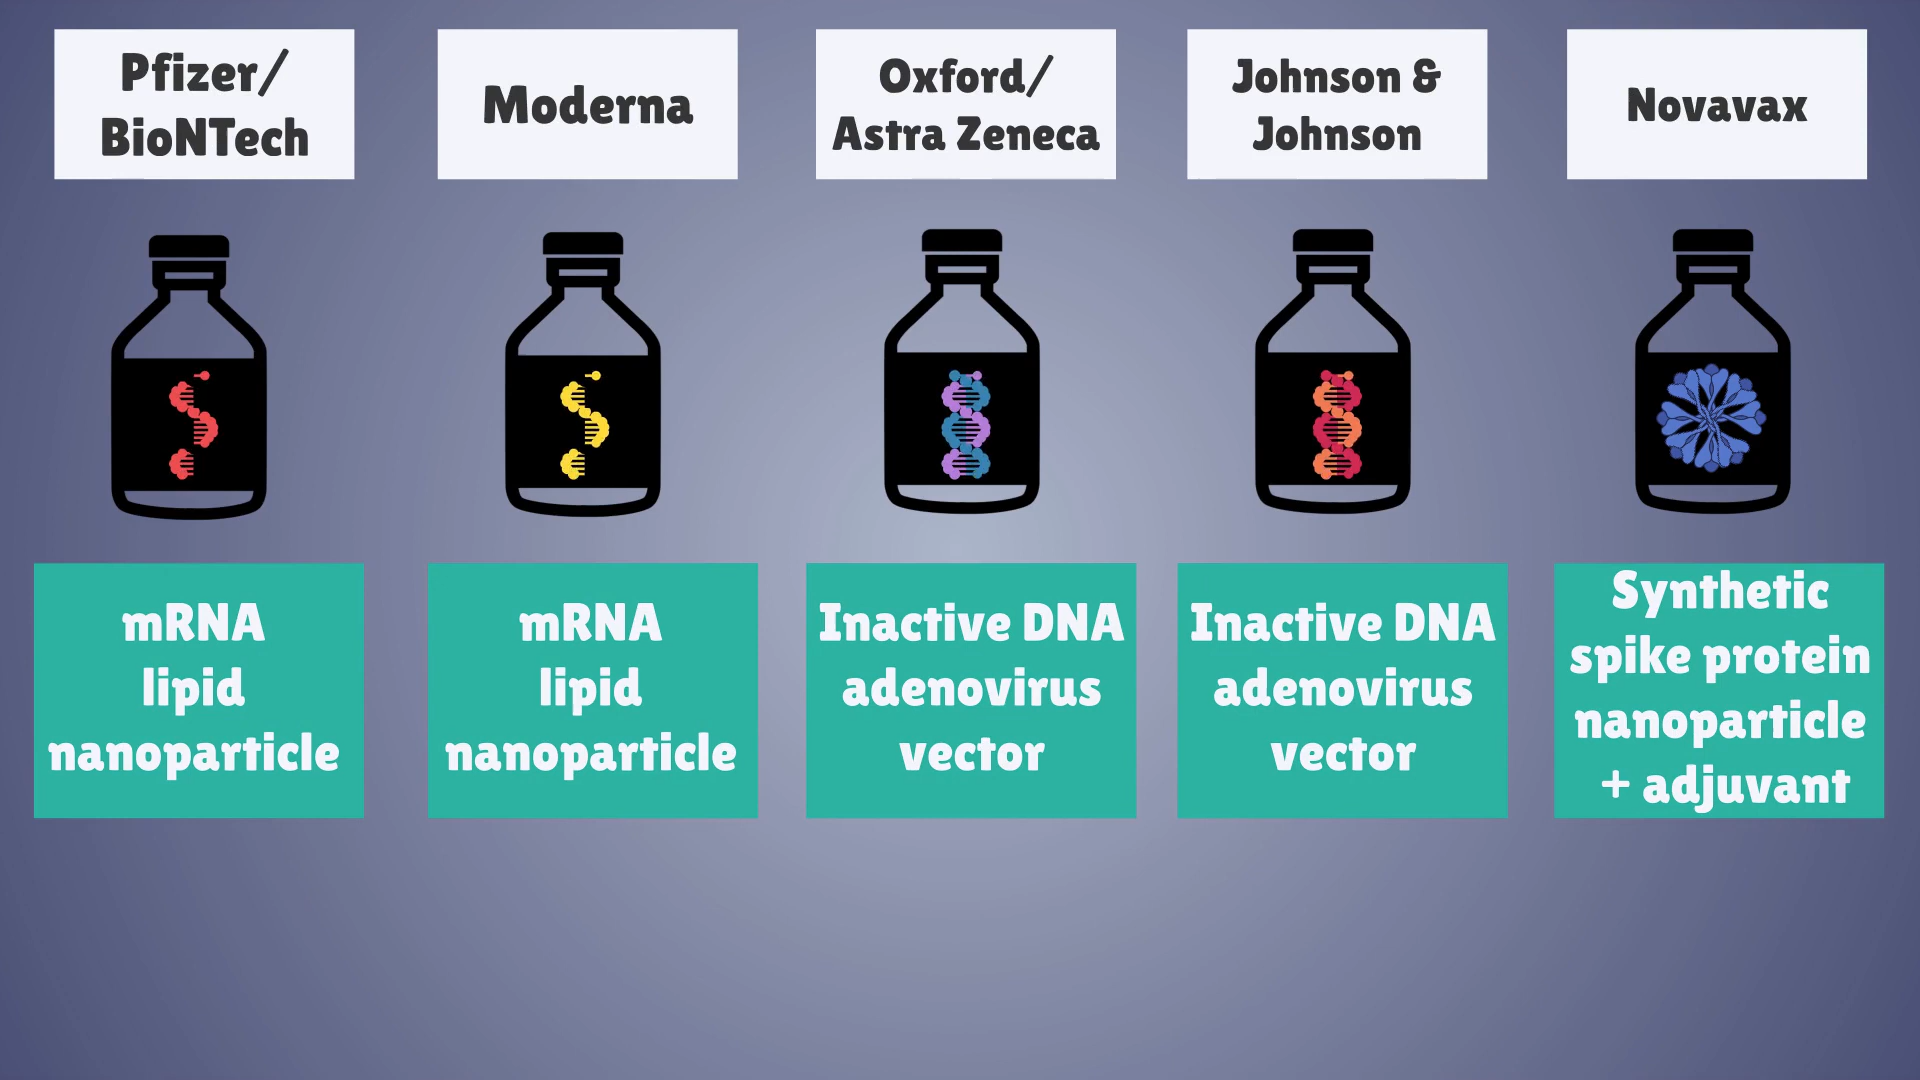 Pfizer/
BioNTech
Moderna
Oxford/
Astra Zeneca
Johnson &
Johnson
Novavax
mRNA
lipid
nanoparticle
mRNA
lipid
nanoparticle
Inactive DNA
adenovirus
vector
Inactive DNA
adenovirus
vector
Synthetic
spike protein
nanoparticle
+ adjuvant